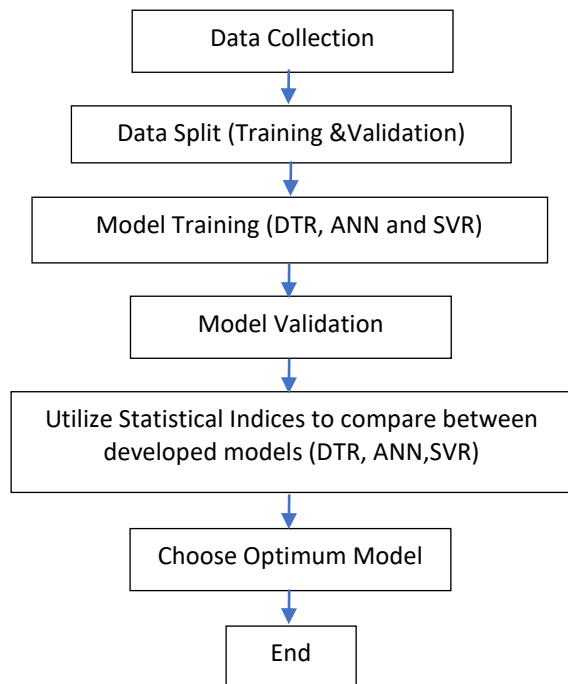 Data Collection
Data Split (Training &Validation)
Model Training (DTR, ANN and SVR)
Model Validation
Utilize Statistical Indices to compare between
developed models (DTR, ANN,SVR)
Choose Optimum Model
End